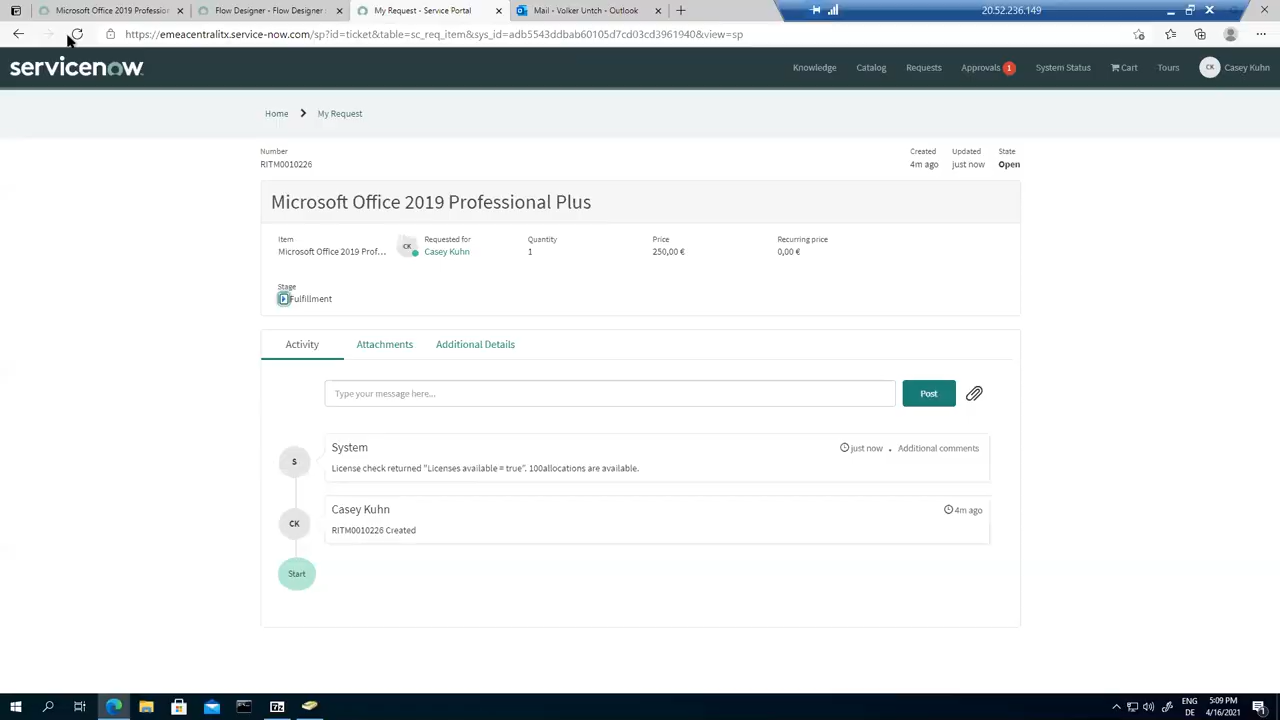 Microsoft Office 2019 Profession
Flow Designer - Flow Designer
My Request - Service Portal
Mail - Volker Untch - Outlook
20.52.236.149
https://emeacentralitx.service-now.com/sp?id=ticket&table=sc_req_item&sys_id=adb5543ddbab60105d7cd03cd3961940&view=sp
servicenow
Knowledge
Catalog
Requests
Approvals 1
System Status
Cart
Tours
CK
Casey Kuhn
Home
My Request
Number
RITM0010226
Created
Updated
State
4m ago
just now
Open
Microsoft Office 2019 Professional Plus
Item
Microsoft Office 2019 Prof...
CK
Requested for
Casey Kuhn
Quantity
1
Price
250,00 €
Recurring price
0,00 €
Stage
Fulfillment
Activity
Attachments
Additional Details
Type your message here...
Post
S
System
just now
Additional comments
License check returned "Licenses available = true". 100allocations are available.
CK
Casey Kuhn
4m ago
RITM0010226 Created
Start
ENG
DE
5:09 PM
4/16/2021
1